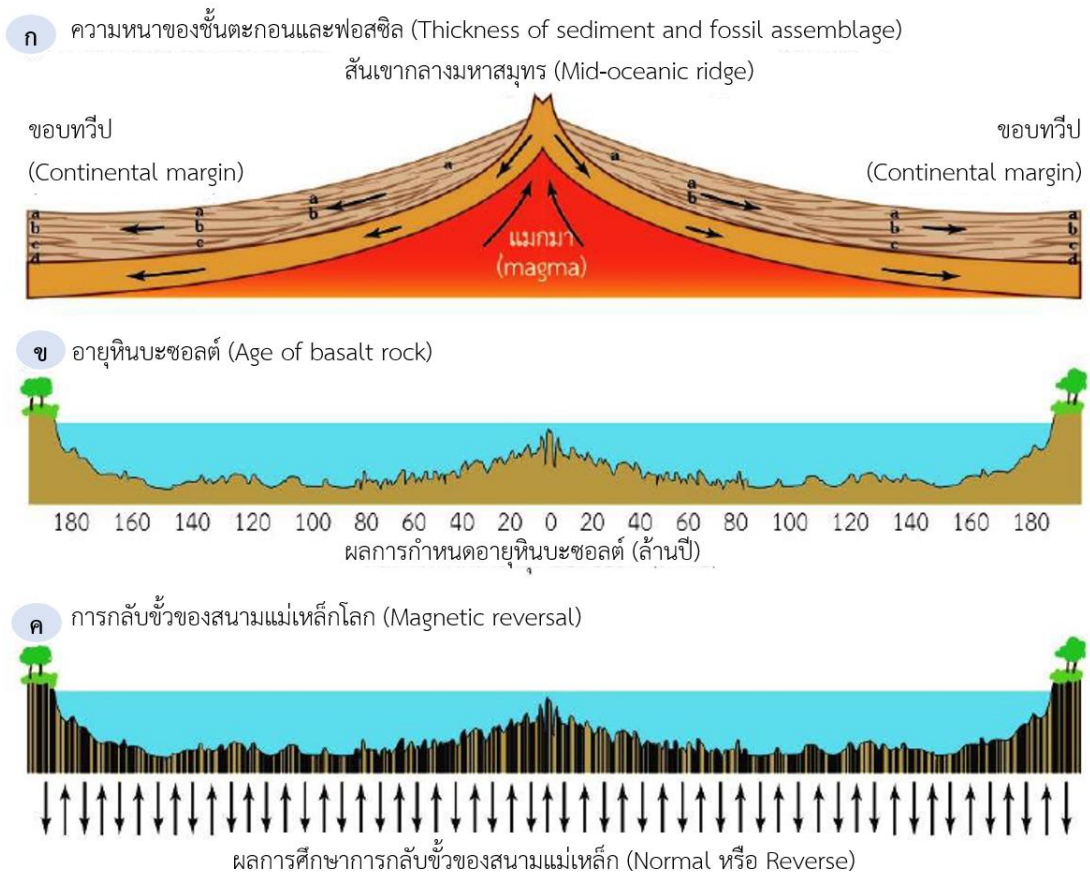 ก ความหนาของชั้นตะกอนและฟอสซิล (Thickness of sediment and fossil assemblage)
สันเขากลางมหาสมุทร (Mid-oceanic ridge)
ขอบทวีป
(Continental margin)
ขอบทวีป
(Continental margin)
a
a
a
b
a
b
a
b
c
a
b
c
a
b
c
d
a
b
c
d
แมกมา
(magma)
ข อายุหินบะซอลต์ (Age of basalt rock)
180 160 140 120 100 80 60 40 20 0 20 40 60 80 100 120 140 160 180
ผลการกำหนดอายุหินบะซอลต์ (ล้านปี)
ค การกลับขั้วของสนามแม่เหล็กโลก (Magnetic reversal)
ผลการศึกษาการกลับขั้วของสนามแม่เหล็ก (Normal หรือ Reverse)